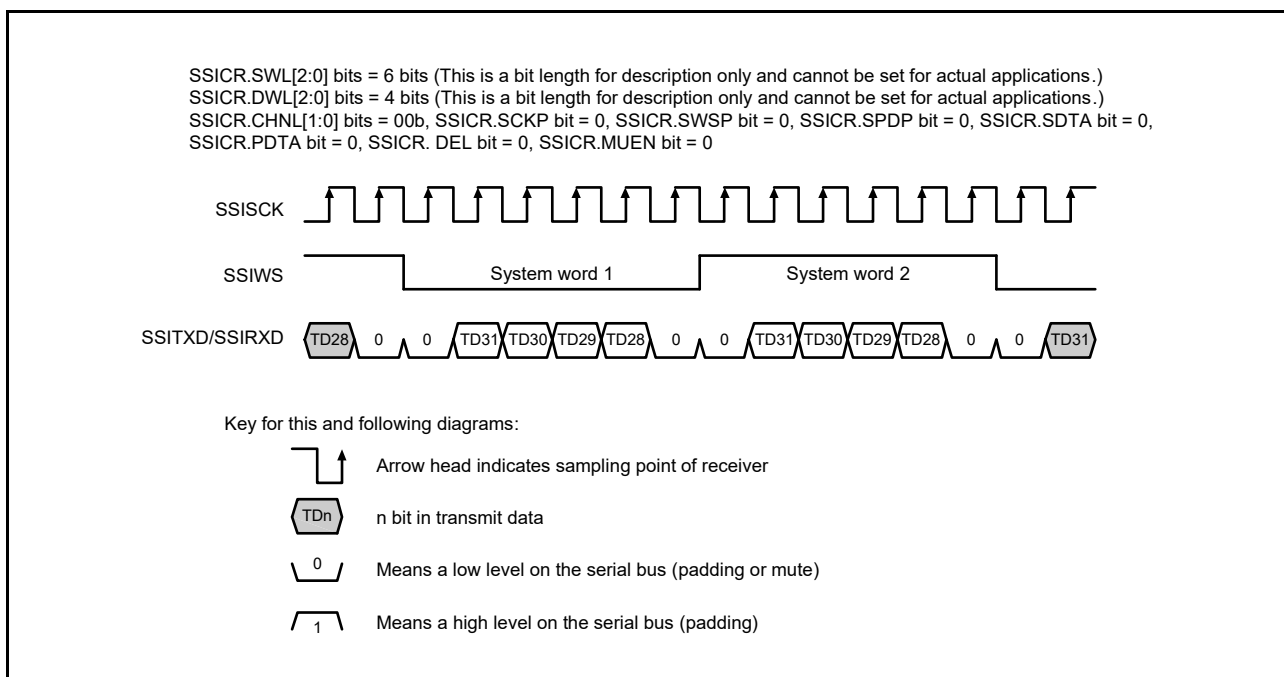 SSICR.SWL[2:0] bits = 6 bits (This is a bit length for description only and cannot be set for actual applications.)
SSICR.DWL[2:0] bits = 4 bits (This is a bit length for description only and cannot be set for actual applications.)
SSICR.CHNL[1:0] bits = 00b, SSICR.SCKP bit = 0, SSICR.SWSP bit = 0, SSICR.SPDP bit = 0, SSICR.SDTA bit = 0,
SSICR.PDTA bit = 0, SSICR. DEL bit = 0, SSICR.MUEN bit = 0
SSISCK
SSIWS System word 1 System word 2
SSITXD/SSIRXD TD28 0 0 TD31 TD30 TD29 TD28 0 0 TD31 TD30 TD29 TD28 0 0 TD31
Key for this and following diagrams:
Arrow head indicates sampling point of receiver
TDn n bit in transmit data
0 Means a low level on the serial bus (padding or mute)
1 Means a high level on the serial bus (padding)